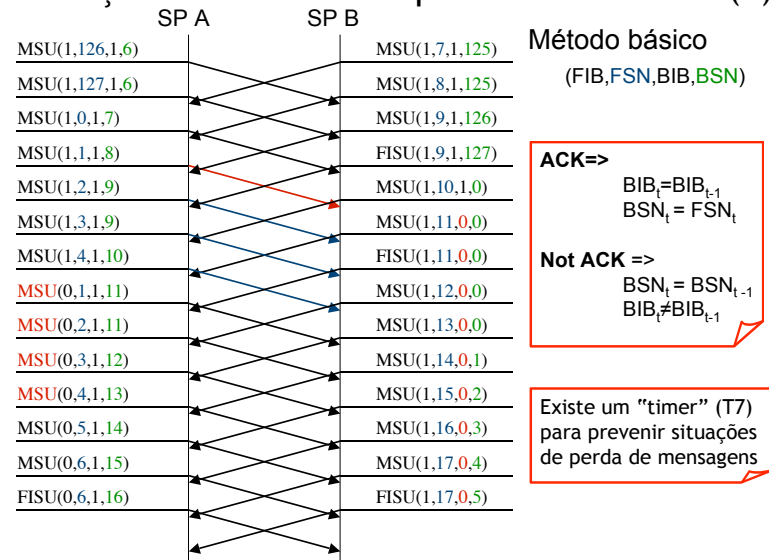 SP A SP B
MSU(1,126,1,6) MSU(1,7,1,125)
MSU(1,127,1,6) MSU(1,8,1,125)
MSU(1,0,1,7) MSU(1,9,1,126)
MSU(1,1,1,8) FISU(1,9,1,127)
MSU(1,2,1,9) MSU(1,10,1,0)
MSU(1,3,1,9) MSU(1,11,0,0)
MSU(1,4,1,10) FISU(1,11,0,0)
MSU(0,1,1,11) MSU(1,12,0,0)
MSU(0,2,1,11) MSU(1,13,0,0)
MSU(0,3,1,12) MSU(1,14,0,1)
MSU(0,4,1,13) MSU(1,15,0,2)
MSU(0,5,1,14) MSU(1,16,0,3)
MSU(0,6,1,15) MSU(1,17,0,4)
FISU(0,6,1,16) FISU(1,17,0,5)
Método básico
(FIB,FSN,BIB,BSN)
ACK=>
BIBt=BIBt-1
BSNt = FSNt
Not ACK =>
BSNt = BSNt -1
BIBt≠BIBt-1
Existe um "timer" (T7)
para prevenir situações
de perda de mensagens